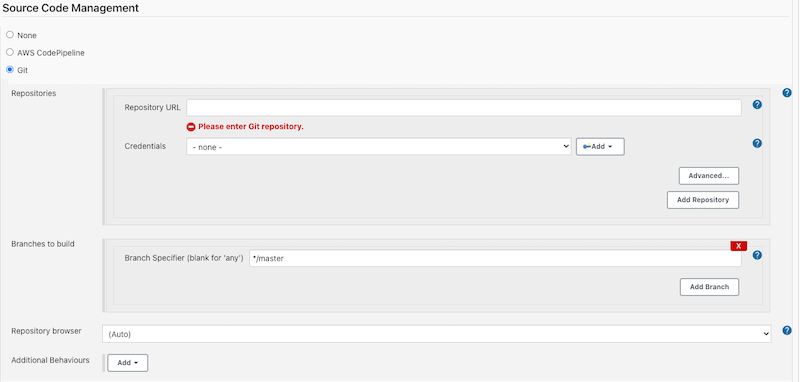 Source Code Management
None
AWS CodePipeline
Git
Repositories
Repository URL
Please enter Git repository.
Credentials
- none -
Add
Advanced...
Add Repository
Branches to build
X
Branch Specifier (blank for 'any')
*/master
Add Branch
Repository browser
(Auto)
Additional Behaviours
Add